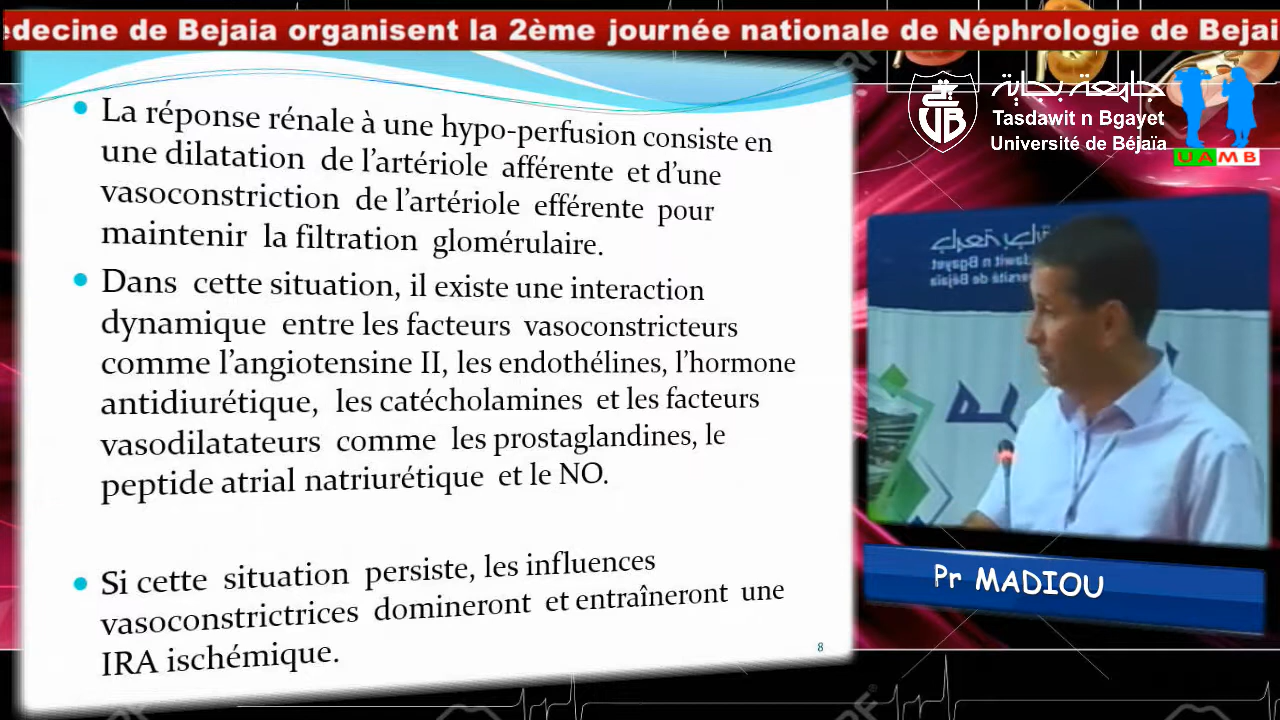 decine de Bejaia organisent la 2ème journée nationale de Néphrologie de Bejai
• La réponse rénale à une hypo-perfusion consiste en
une dilatation de l'artériole afférente et d'une
vasoconstriction de l'artériole efférente pour
maintenir la filtration glomérulaire.
• Dans cette situation, il existe une interaction
dynamique entre les facteurs vasoconstricteurs
comme l'angiotensine II, les endothélines, l'hormone
antidiurétique, les catécholamines et les facteurs
vasodilatateurs comme les prostaglandines, le
peptide atrial natriurétique et le NO.
• Si cette situation persiste, les influences
vasoconstrictrices domineront et entraîneront une
IRA ischémique.
8
جامعة بجاية
Tasdawit n Bgayet
Université de Béjaïa
UAMB
Pr MADIOU